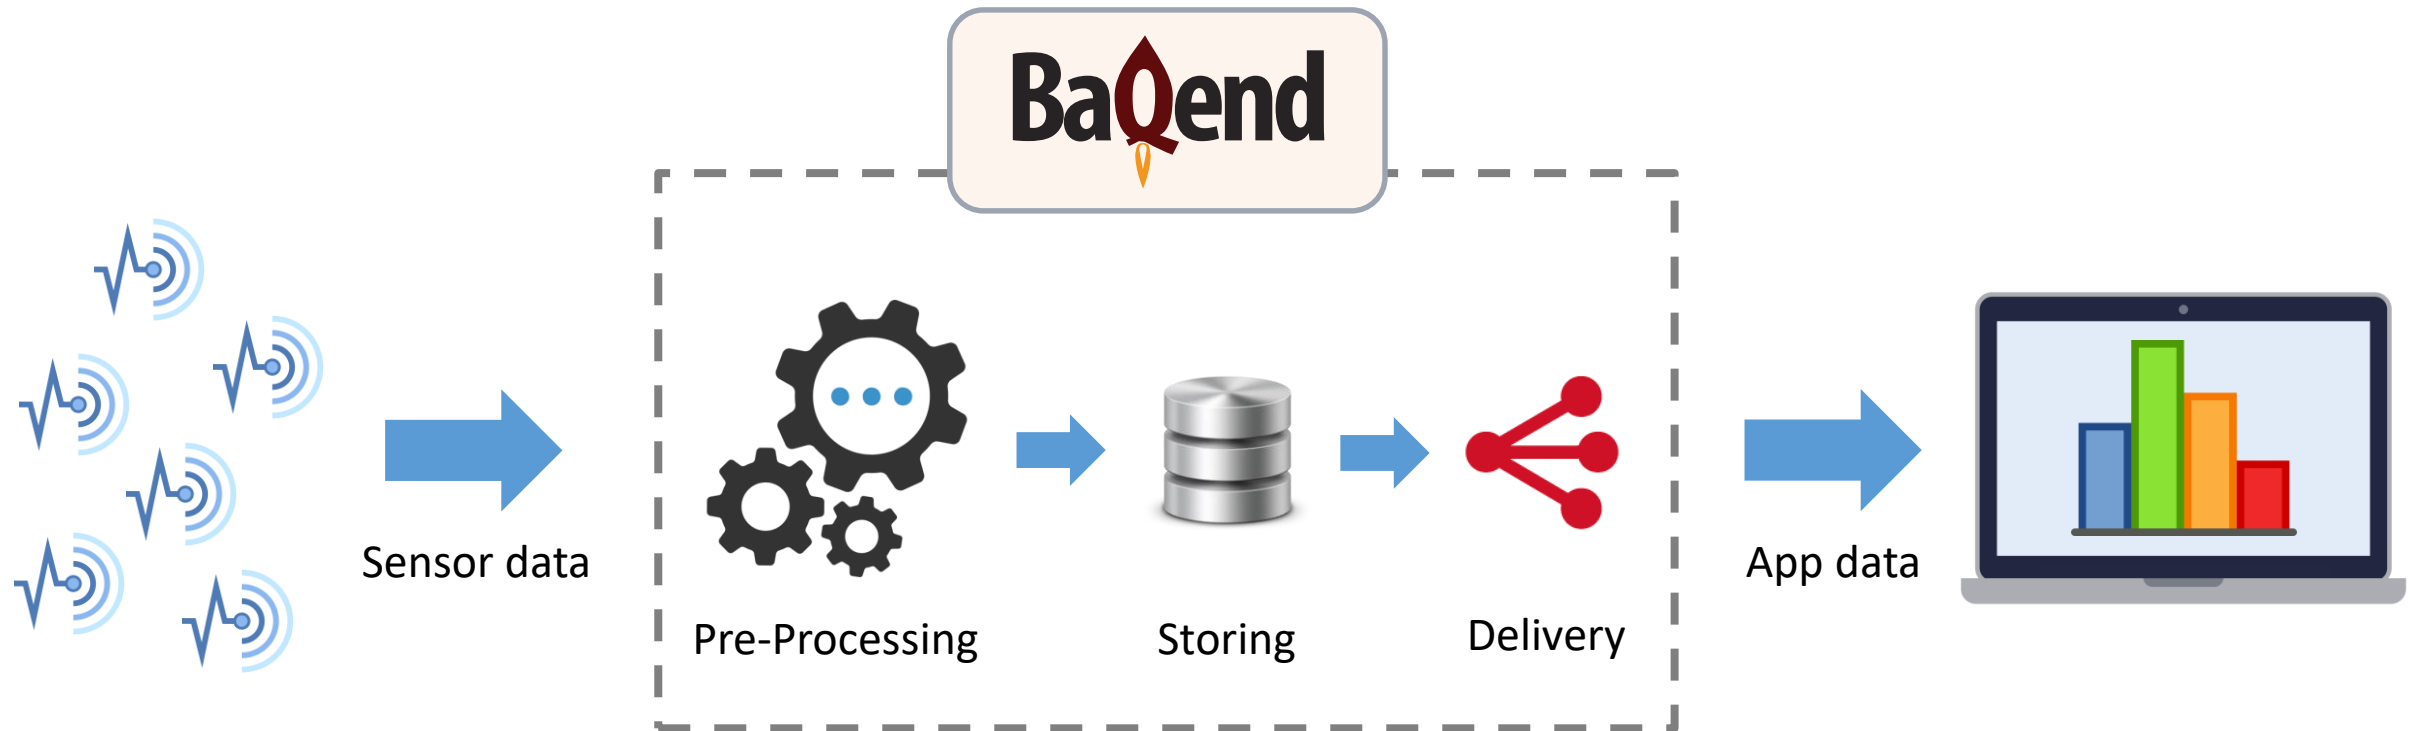 BaQend
Sensor data
Pre-Processing
Storing
Delivery
App data